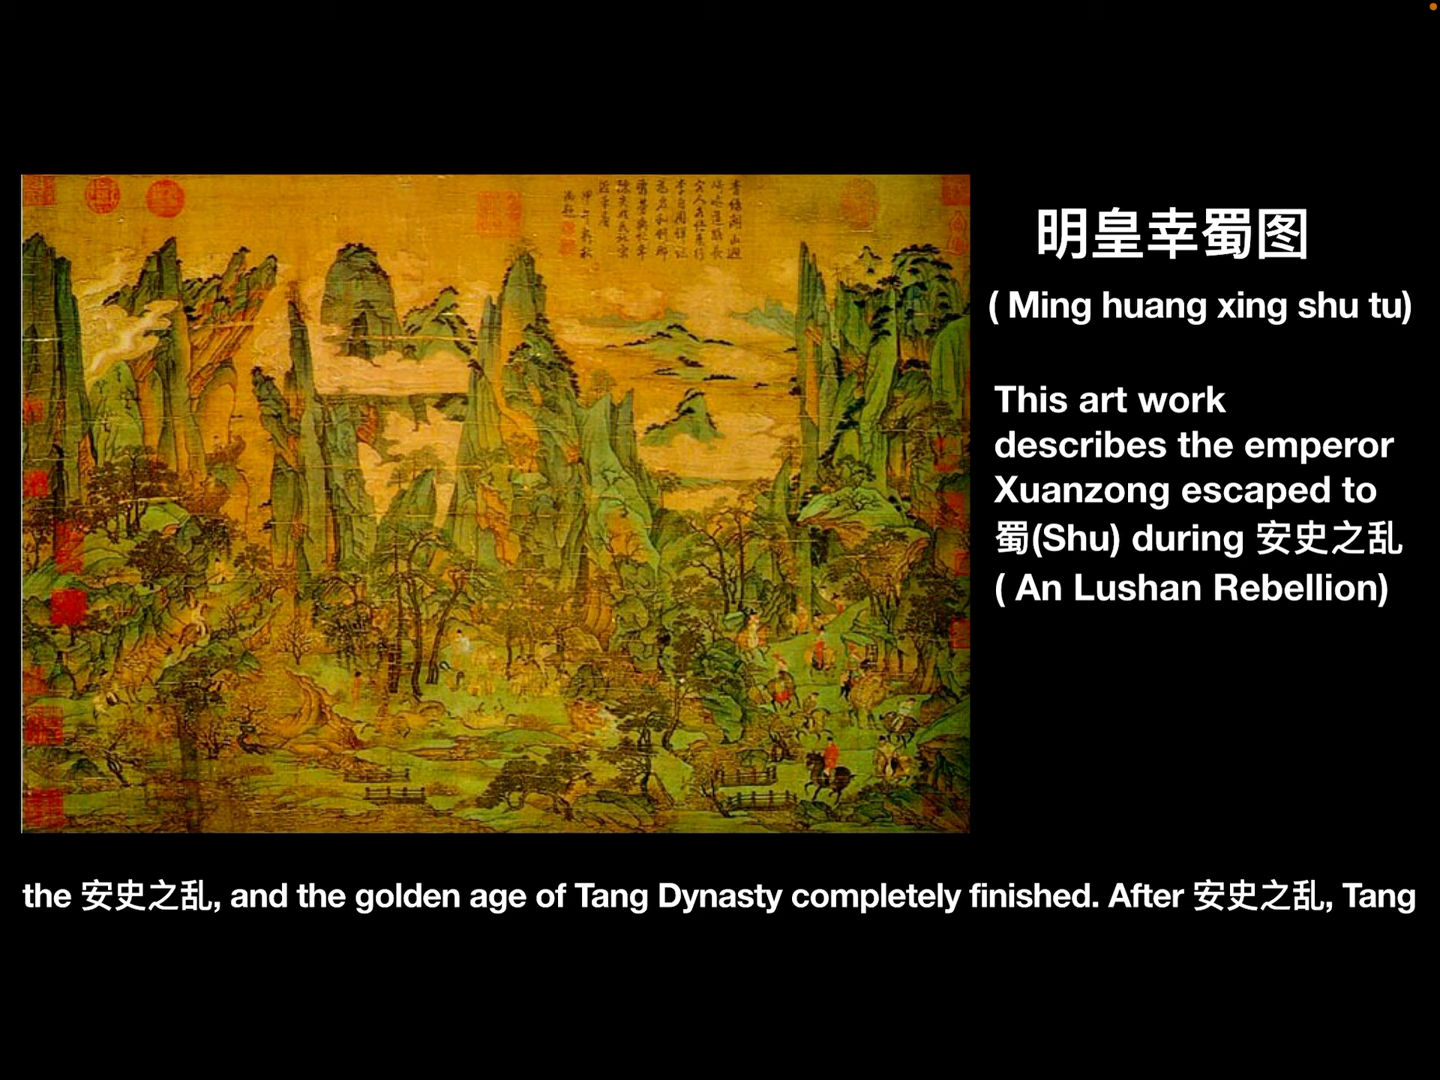 明皇幸蜀图
( Ming huang xing shu tu)
This art work
describes the emperor
Xuanzong escaped to
蜀(Shu) during 安史之乱
( An Lushan Rebellion)
the 安史之乱, and the golden age of Tang Dynasty completely finished. After 安史之乱, Tang